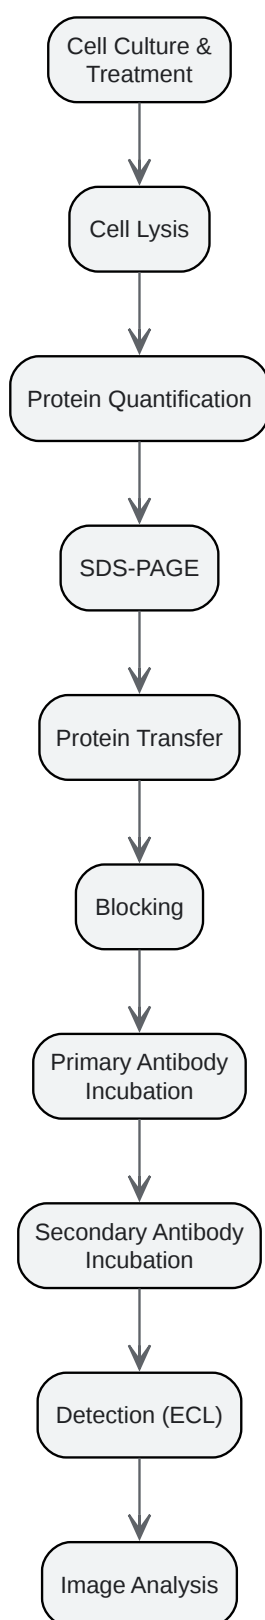 Cell Culture &
Treatment
Cell Lysis
Protein Quantification
SDS-PAGE
Protein Transfer
Blocking
Primary Antibody
Incubation
Secondary Antibody
Incubation
Detection (ECL)
Image Analysis